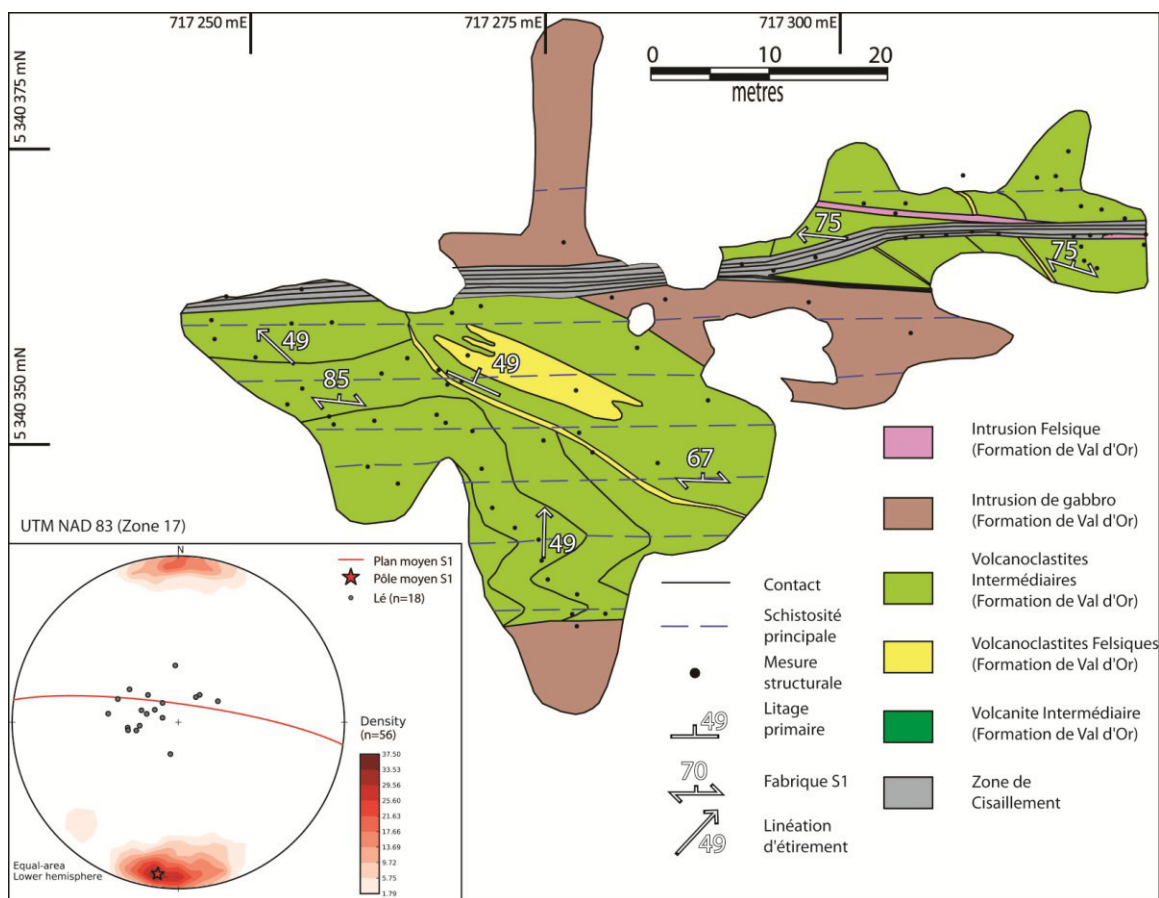 717 250 mE
717 275 mE
717 300 mE
0 10 20
metres
5 340 375 mN
5 340 350 mN
75
75
49
49
85
67
49
UTM NAD 83 (Zone 17)
N
Plan moyen S1
Pôle moyen S1
Lé (n=18)
Density
(n=56)
37.50
33.53
29.56
25.60
21.63
17.66
13.69
9.72
5.75
1.79
Equal-area
Lower hemisphere
Contact
Schistosité
principale
Mesure
structurale
49
Litage
primaire
70
Fabrique S1
49
Linéation
d'étirement
Intrusion Felsique
(Formation de Val d'Or)
Intrusion de gabbro
(Formation de Val d'Or)
Volcanoclastites
Intermédiaires
(Formation de Val d'Or)
Volcanoclastites Felsiques
(Formation de Val d'Or)
Volcanite Intermédiaire
(Formation de Val d'Or)
Zone de
Cisaillement